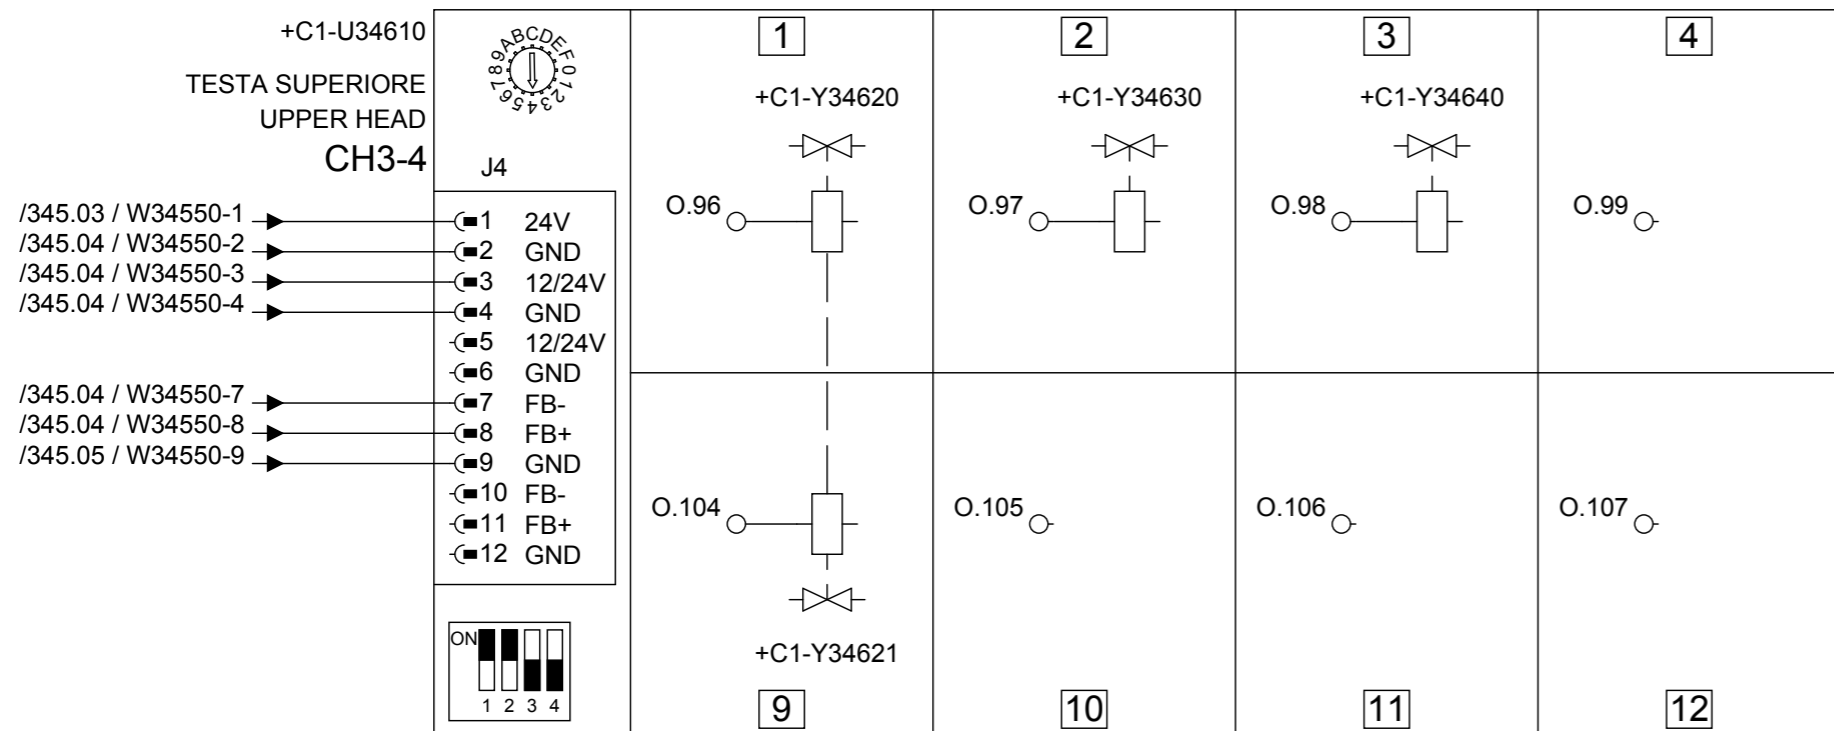 +C1-U34610
TESTA SUPERIORE
UPPER HEAD
CH3-4
0123456789ABCDEF
J4
/345.03 / W34550-1
/345.04 / W34550-2
/345.04 / W34550-3
/345.04 / W34550-4
/345.04 / W34550-7
/345.04 / W34550-8
/345.05 / W34550-9
1 24V
2 GND
3 12/24V
4 GND
5 12/24V
6 GND
7 FB-
8 FB+
9 GND
10 FB-
11 FB+
12 GND
ON
1 2 3 4
1
+C1-Y34620
O.96
2
+C1-Y34630
O.97
3
+C1-Y34640
O.98
4
O.99
O.104
+C1-Y34621
9
O.105
10
O.106
11
O.107
12